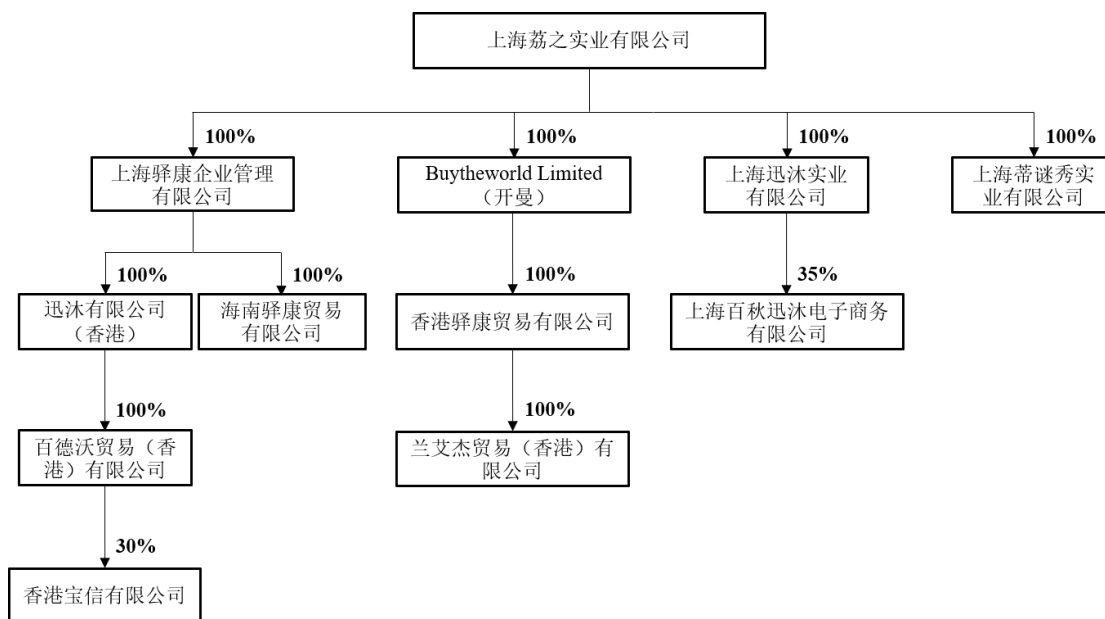 上海荔之实业有限公司
100%
100%
100%
100%
上海驿康企业管理
有限公司
Buytheworld Limited
（开曼）
上海迅沐实业
有限公司
上海蒂谜秀实
业有限公司
100%
100%
100%
35%
迅沐有限公司
（香港）
海南驿康贸易
有限公司
香港驿康贸易有限公司
上海百秋迅沐电子商务
有限公司
100%
100%
百德沃贸易（香
港）有限公司
兰艾杰贸易（香港）有
限公司
30%
香港宝信有限公司